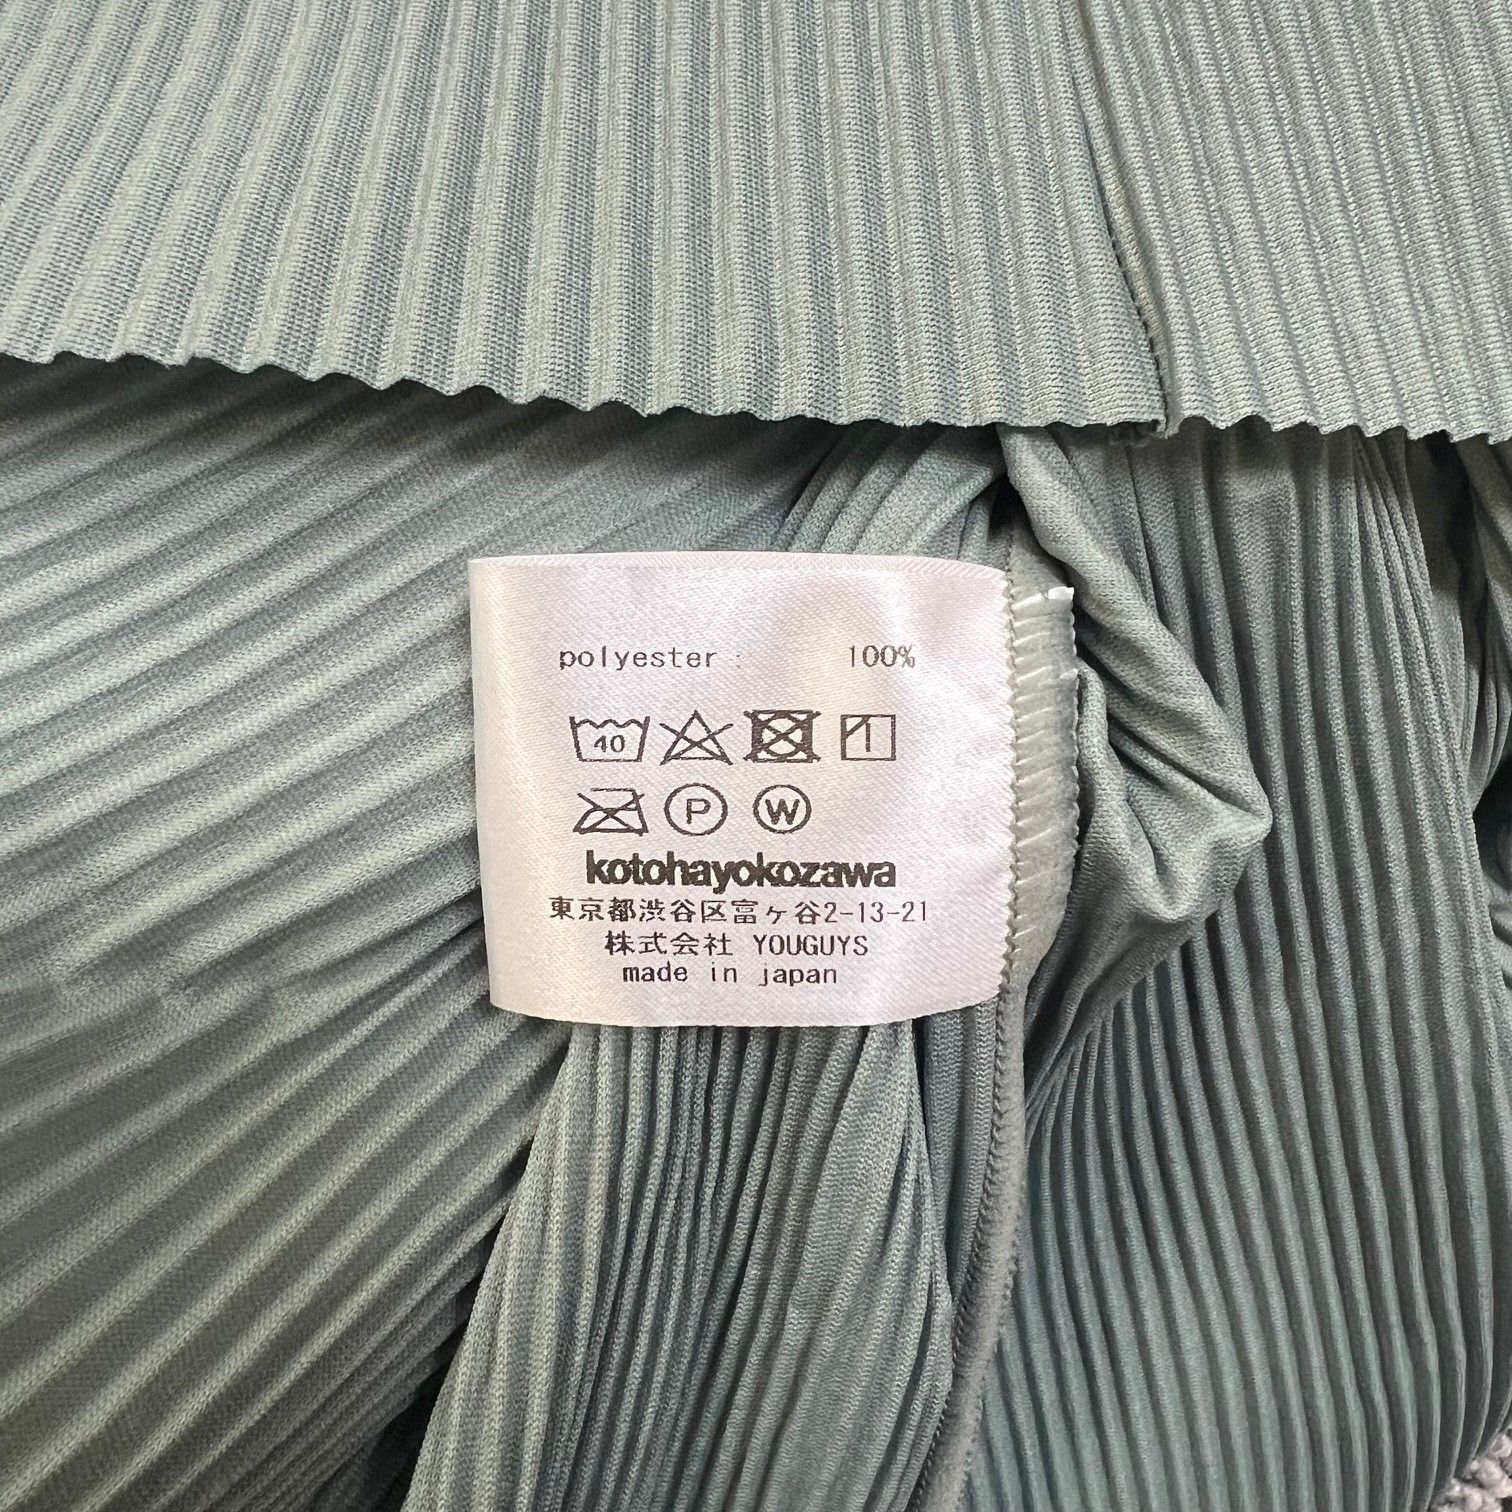 polyester : 100%
40
P W
kotohayokozawa
東京都渋谷区富ヶ谷2-13-21
株式会社 YOUGUYS
made in japan